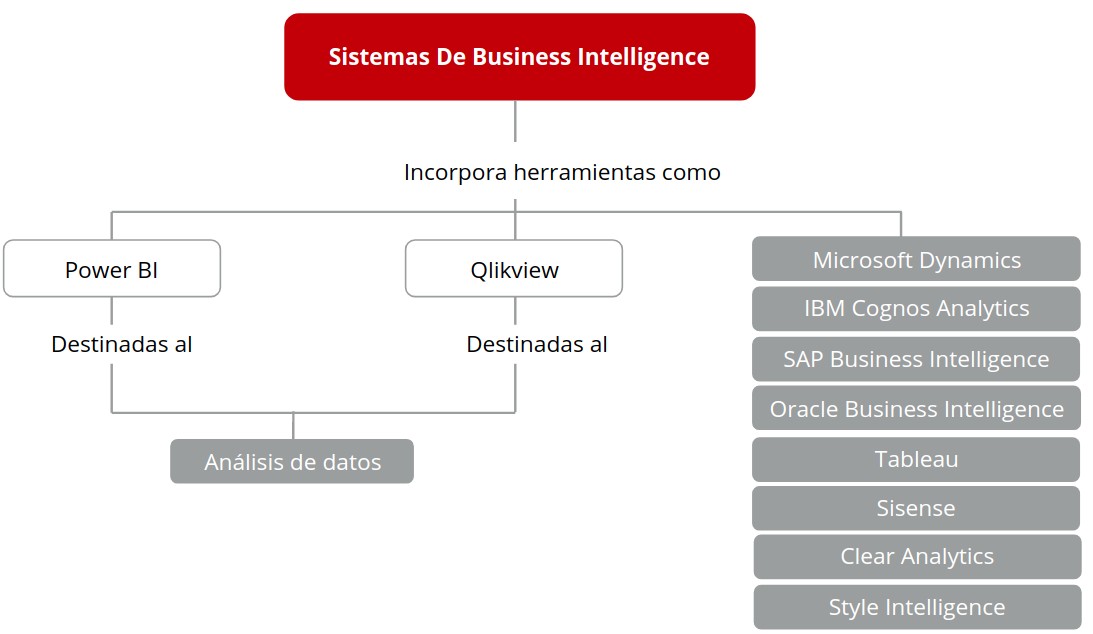 Sistemas De Business Intelligence
Incorpora herramientas como
Power BI
Qlikview
Destinadas al
Destinadas al
Análisis de datos
Microsoft Dynamics
IBM Cognos Analytics
SAP Business Intelligence
Oracle Business Intelligence
Tableau
Sisense
Clear Analytics
Style Intelligence